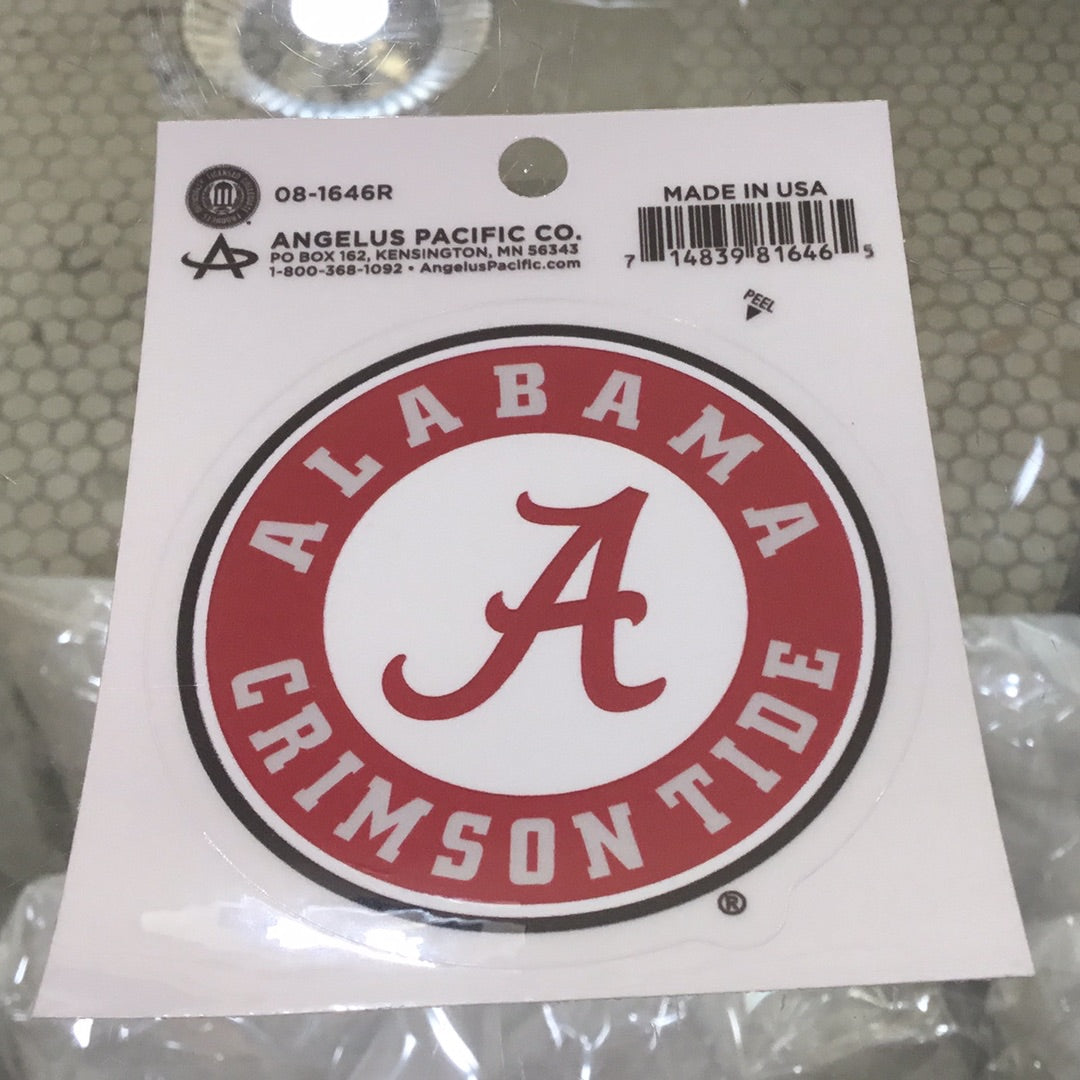 08-1646R
ANGELUS PACIFIC CO.
PO BOX 162, KENSINGTON, MN 56343
1-800-368-1092 • AngelusPacific.com
MADE IN USA
7 14839 81646 5
PEEL
ALABAMA
A
CRIMSON TIDE
®